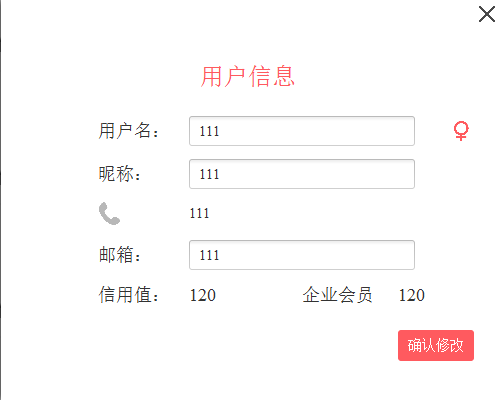 用户信息
用户名： 111
昵称： 111
111
邮箱： 111
信用值： 120 企业会员 120
确认修改